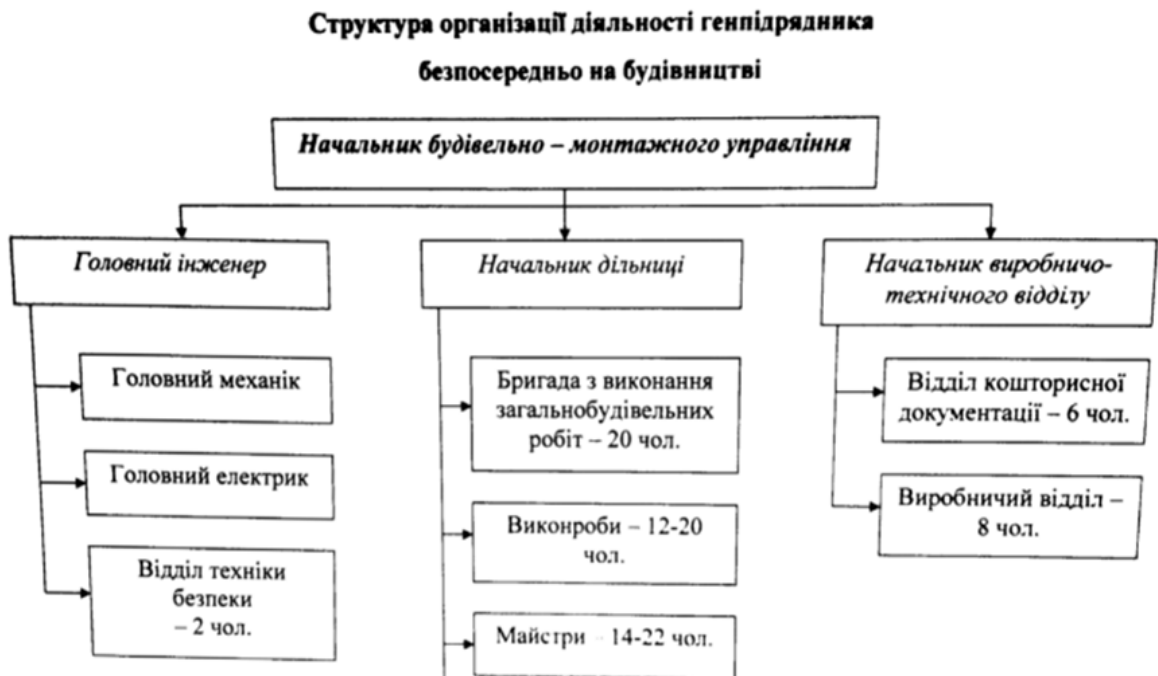 Структура організації діяльності генпідрядника
безпосередньо на будівництві
Начальник будівельно – монтажного управління
Головний інженер
Головний механік
Головний електрик
Відділ техніки
безпеки
– 2 чол.
Начальник дільниці
Бригада з виконання
загальнобудівельних
робіт – 20 чол.
Виконроби – 12-20
чол.
Майстри – 14-22 чол.
Начальник виробничо-
технічного відділу
Відділ кошторисної
документації – 6 чол.
Виробничий відділ –
8 чол.